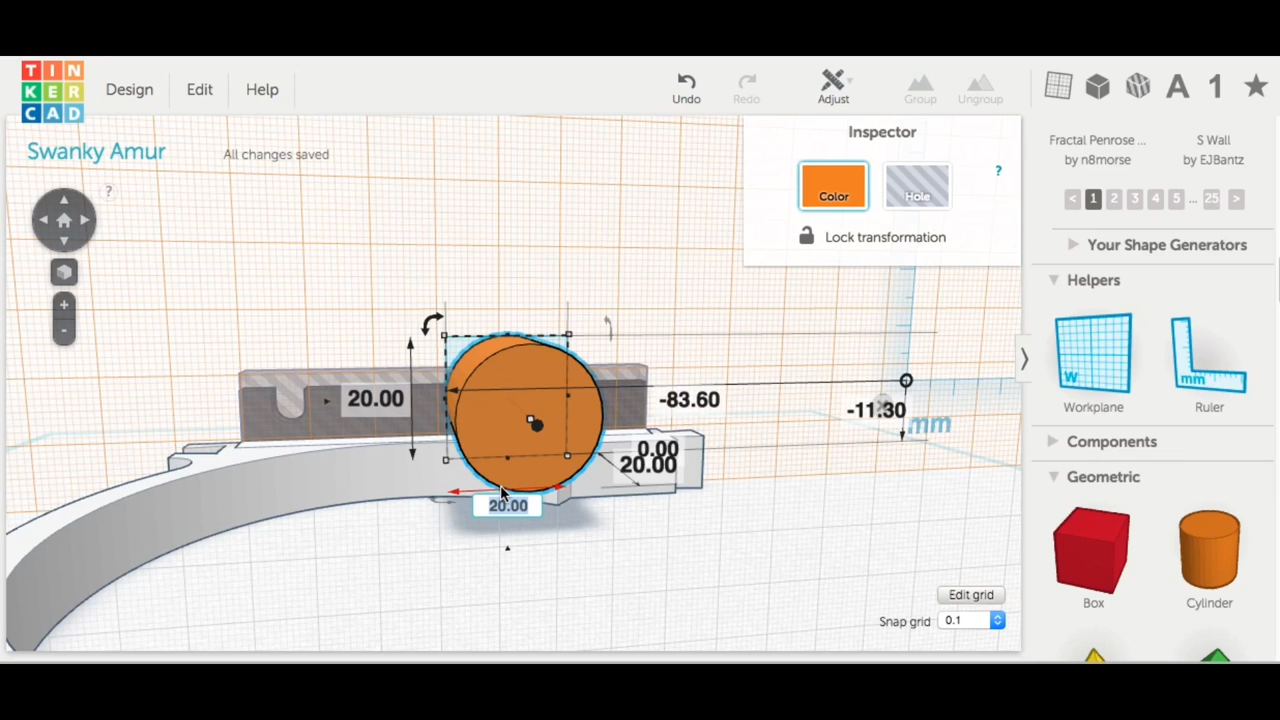 TIN
KER
CAD
Design
Edit
Help
Undo
Redo
Adjust
Group
Ungroup
A
1
Swanky Amur
All changes saved
?
Inspector
Color
Hole
?
Lock transformation
Fractal Penrose ...
by n8morse
S Wall
by EJBantz
< 1 2 3 4 5 ... 25 >
Your Shape Generators
Helpers
W
mm
Workplane
Ruler
Components
Geometric
Box
Cylinder
+
-
20.00
-83.60
-11.30
mm
0.00
20.00
20.00
Edit grid
Snap grid 0.1